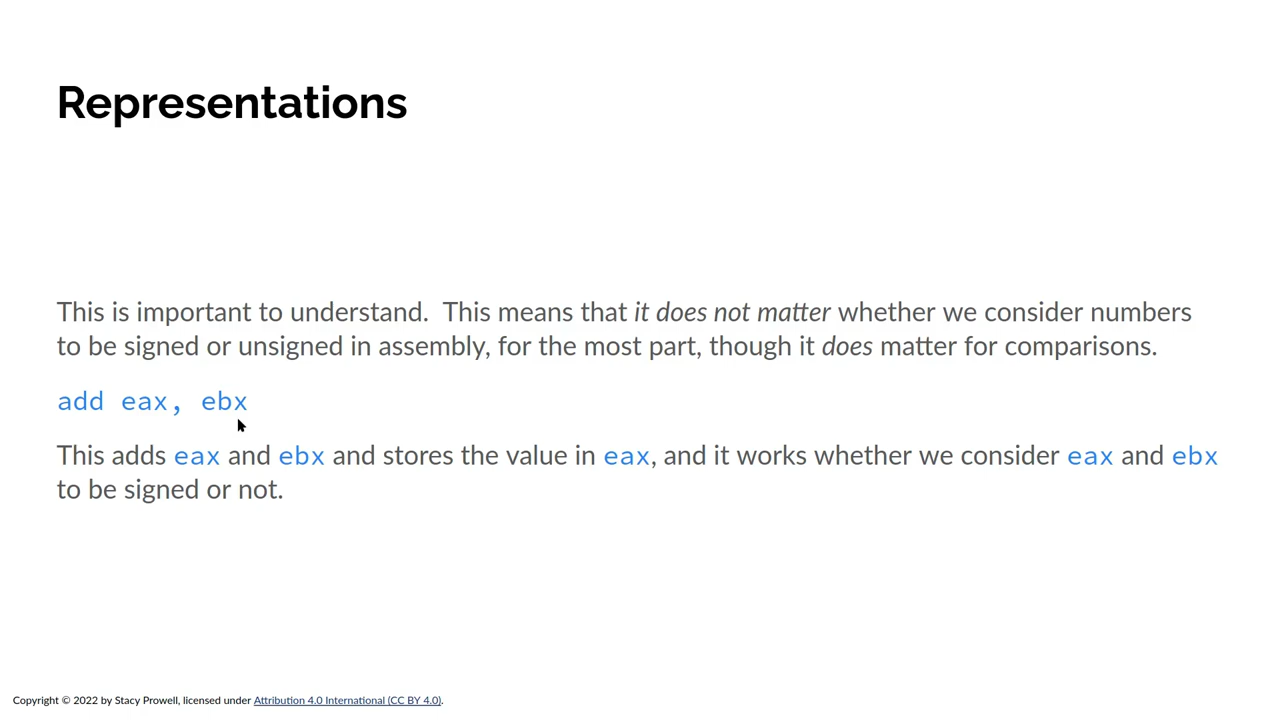 Representations
This is important to understand.  This means that it does not matter whether we consider numbers
to be signed or unsigned in assembly, for the most part, though it does matter for comparisons.
add eax, ebx
This adds eax and ebx and stores the value in eax, and it works whether we consider eax and ebx
to be signed or not.
Copyright © 2022 by Stacy Prowell, licensed under Attribution 4.0 International (CC BY 4.0).